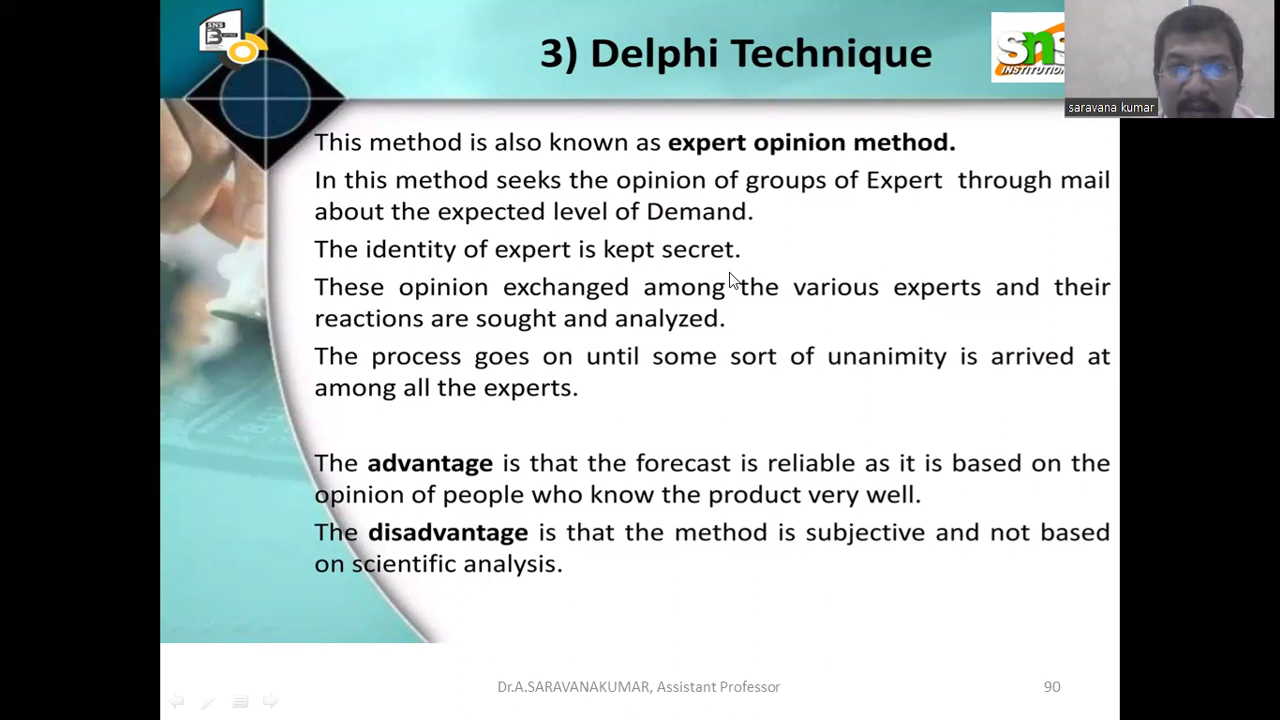 SNS
3) Delphi Technique
sns
INSTITUTION
saravana kumar
This method is also known as expert opinion method.
In this method seeks the opinion of groups of Expert through mail
about the expected level of Demand.
The identity of expert is kept secret.
These opinion exchanged among the various experts and their
reactions are sought and analyzed.
The process goes on until some sort of unanimity is arrived at
among all the experts.
The advantage is that the forecast is reliable as it is based on the
opinion of people who know the product very well.
The disadvantage is that the method is subjective and not based
on scientific analysis.
Dr.A.SARAVANAKUMAR, Assistant Professor
90